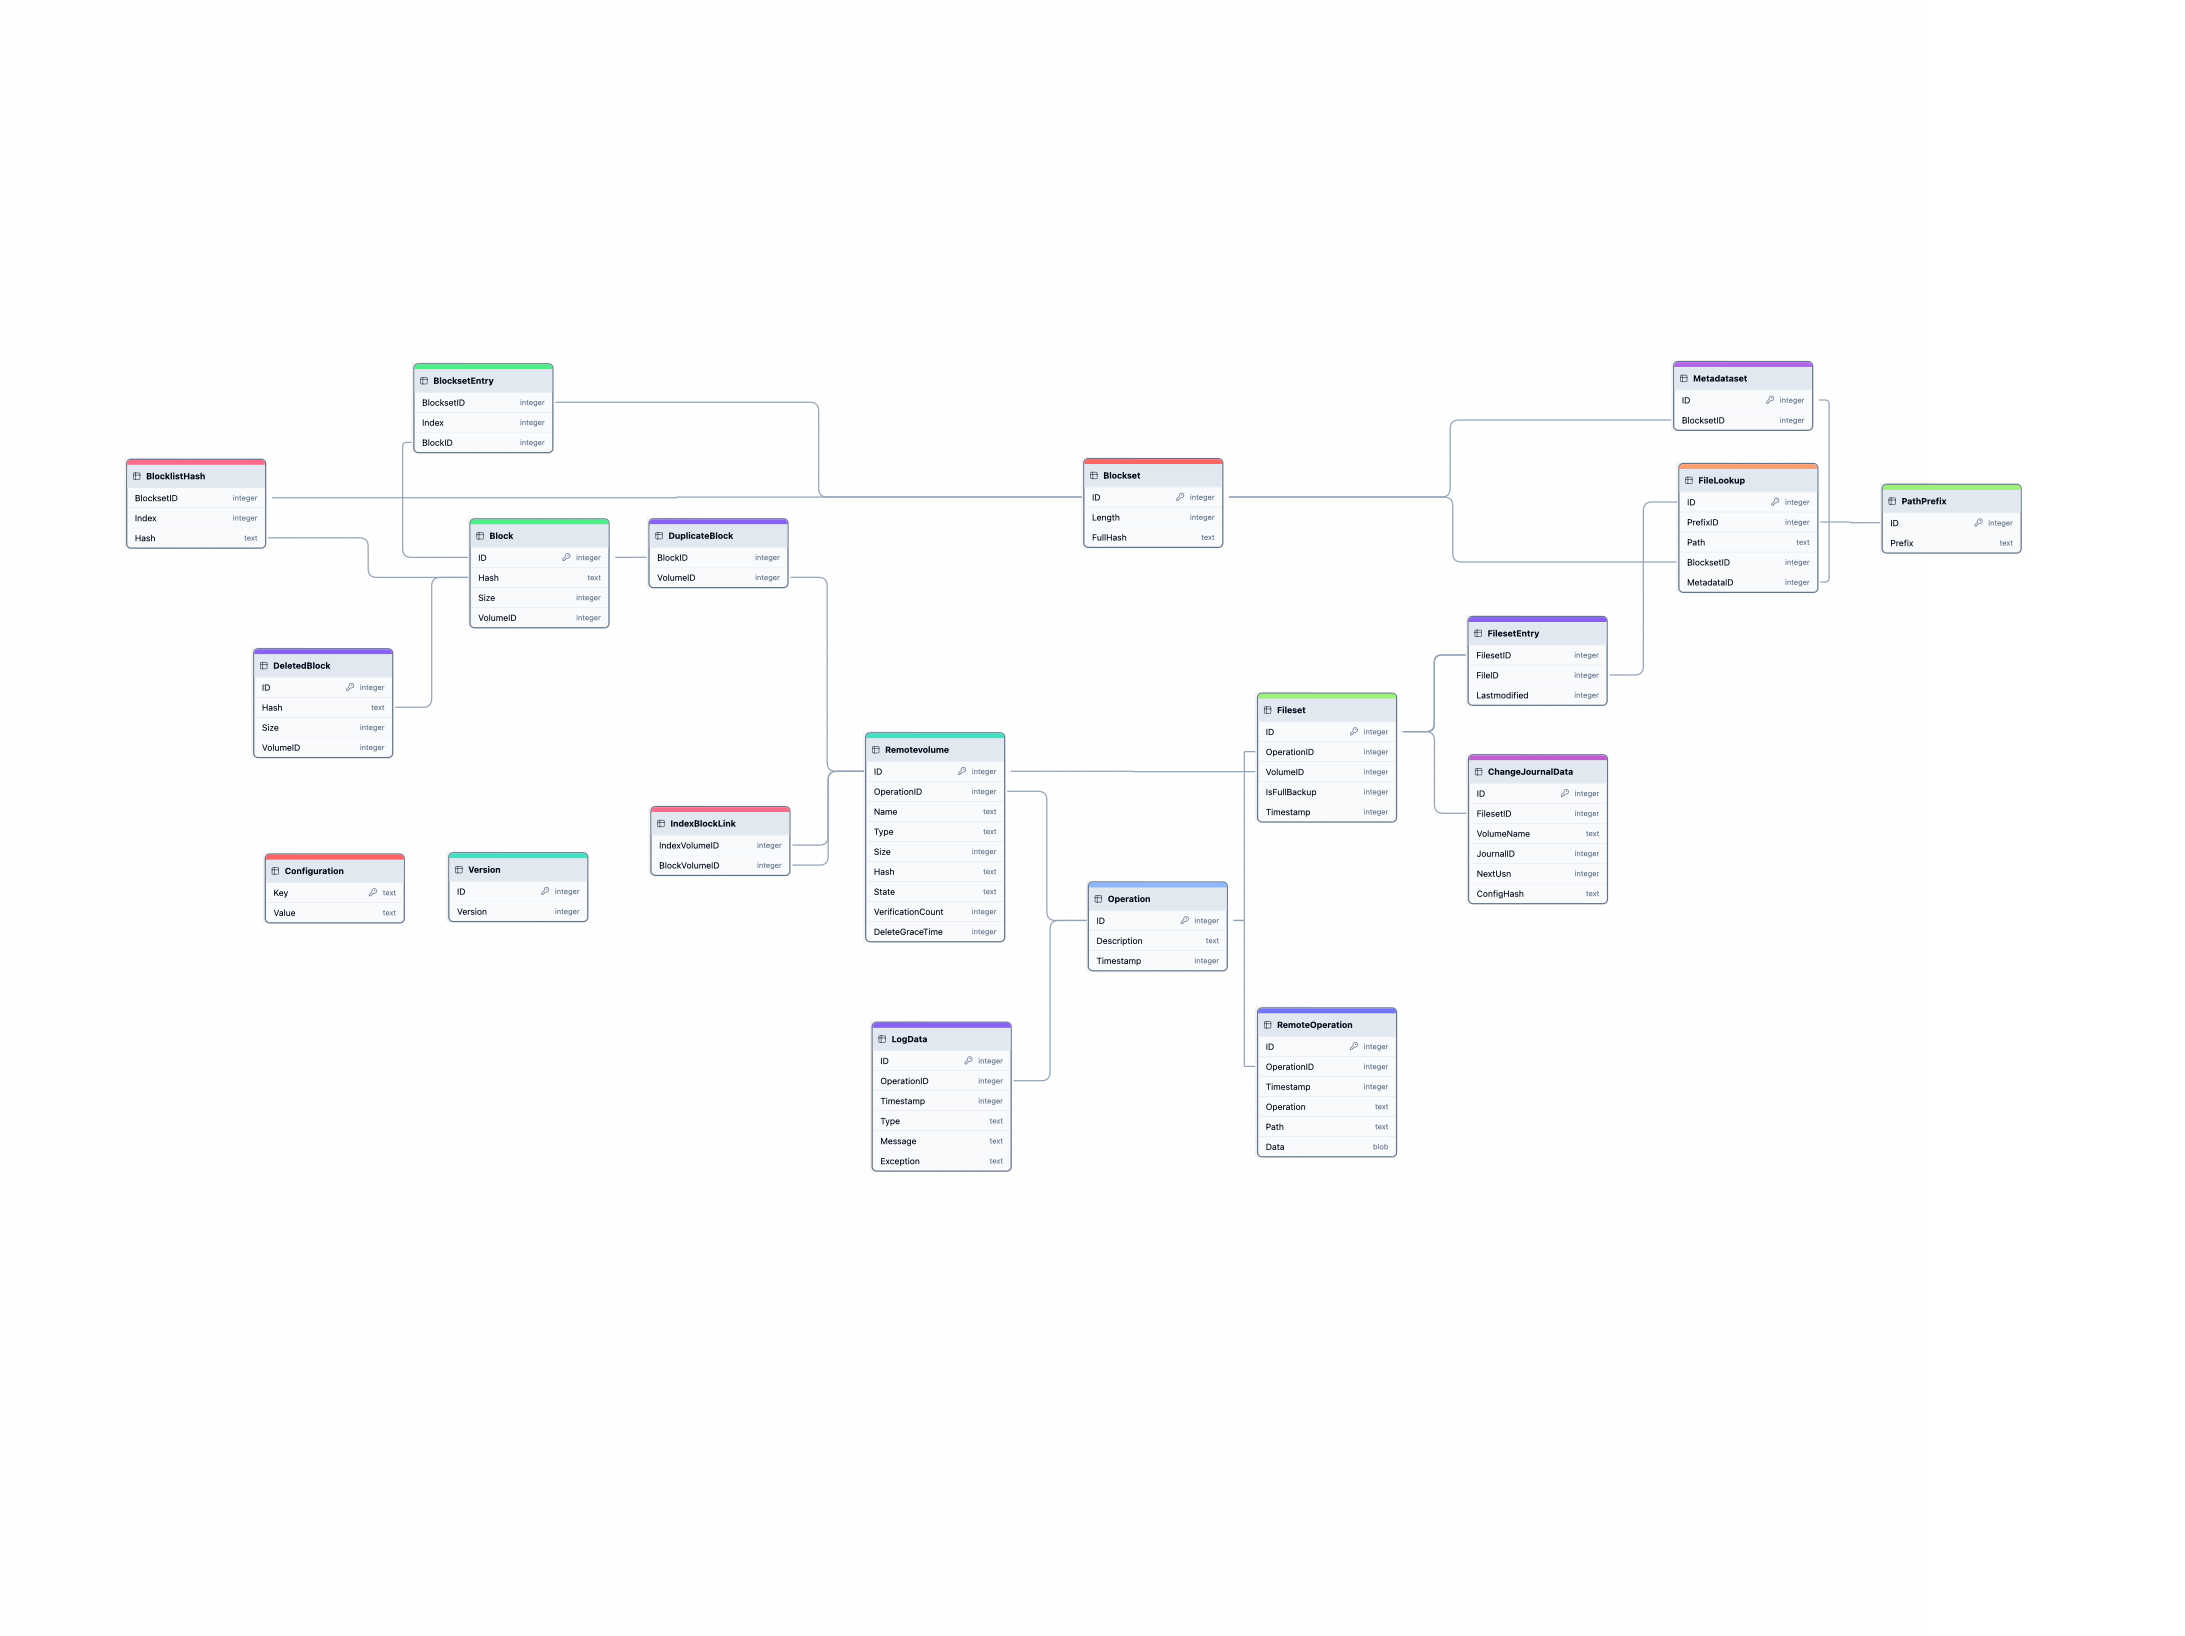 BlocksetEntry
BlocksetID integer
Index integer
BlockID integer
Metadataset
ID integer
BlocksetID integer
BlocklistHash
BlocksetID integer
Index integer
Hash text
Blockset
ID integer
Length integer
FullHash text
FileLookup
ID integer
PrefixID integer
Path text
BlocksetID integer
MetadataID integer
PathPrefix
ID integer
Prefix text
Block
ID integer
Hash text
Size integer
VolumeID integer
DuplicateBlock
BlockID integer
VolumeID integer
DeletedBlock
ID integer
Hash text
Size integer
VolumeID integer
FilesetEntry
FilesetID integer
FileID integer
Lastmodified integer
Fileset
ID integer
OperationID integer
VolumeID integer
IsFullBackup integer
Timestamp integer
Remotevolume
ID integer
OperationID integer
Name text
Type text
Size integer
Hash text
State text
VerificationCount integer
DeleteGraceTime integer
ChangeJournalData
ID integer
FilesetID integer
VolumeName text
JournalID integer
NextUsn integer
ConfigHash text
IndexBlockLink
IndexVolumeID integer
BlockVolumeID integer
Configuration
Key text
Value text
Version
ID integer
Version integer
Operation
ID integer
Description text
Timestamp integer
LogData
ID integer
OperationID integer
Timestamp integer
Type text
Message text
Exception text
RemoteOperation
ID integer
OperationID integer
Timestamp integer
Operation text
Path text
Data blob